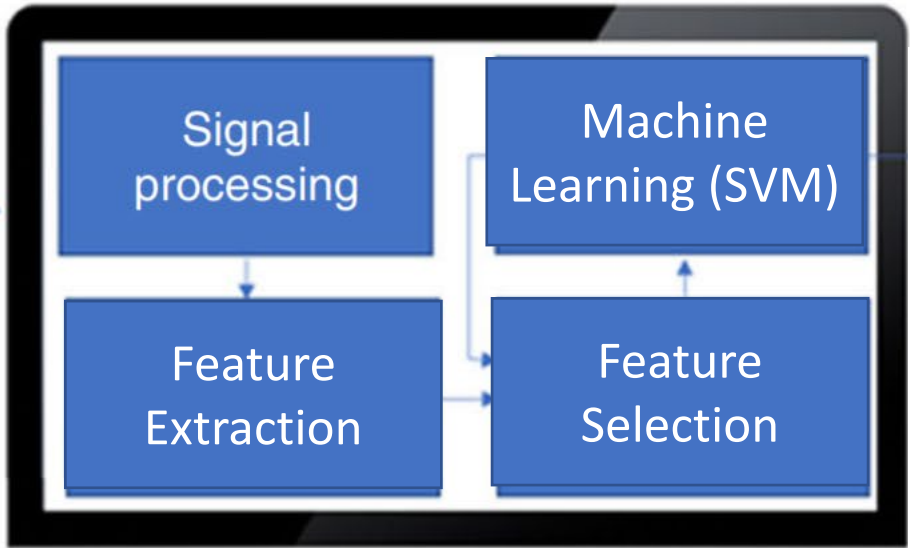 Signal
processing
Feature
Extraction
Feature
Selection
Machine
Learning (SVM)